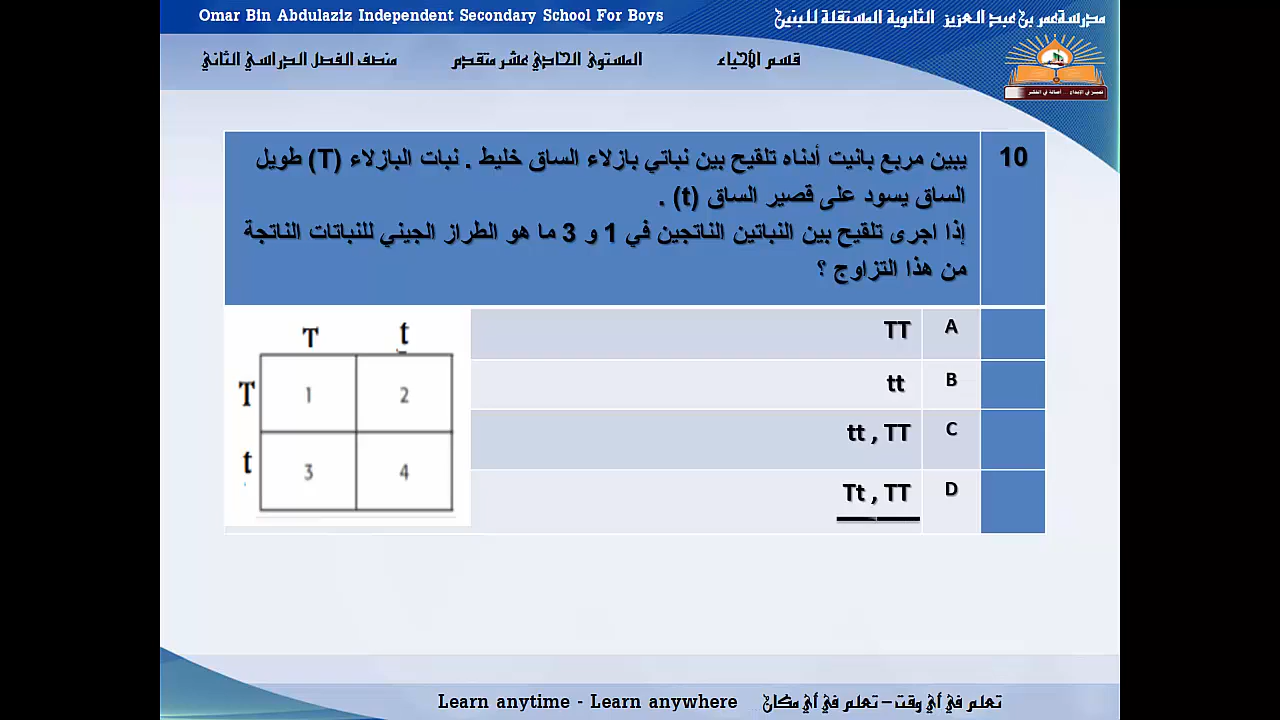 Omar Bin Abdulaziz Independent Secondary School For Boys
مدرسة عمر بن عبد العزيز الثانوية المستقلة للبنين
قسم الأحياء
المستوى الحادي عشر متقدم
منصف الفصل الدراسي الثاني
10
يبين مربع بانيت أدناه تلقيح بين نباتي بازلاء الساق خليط . نبات البازلاء (T) طويل
الساق يسود على قصير الساق (t) .
إذا اجرى تلقيح بين النباتين الناتجين في 1 و 3 ما هو الطراز الجيني للنباتات الناتجة
من هذا التزاوج ؟
A TT
B tt
C tt , TT
D Tt , TT
T t
T 1 2
t 3 4
Learn anytime - Learn anywhere
تعلم في أي وقت – تعلم في أي مكان